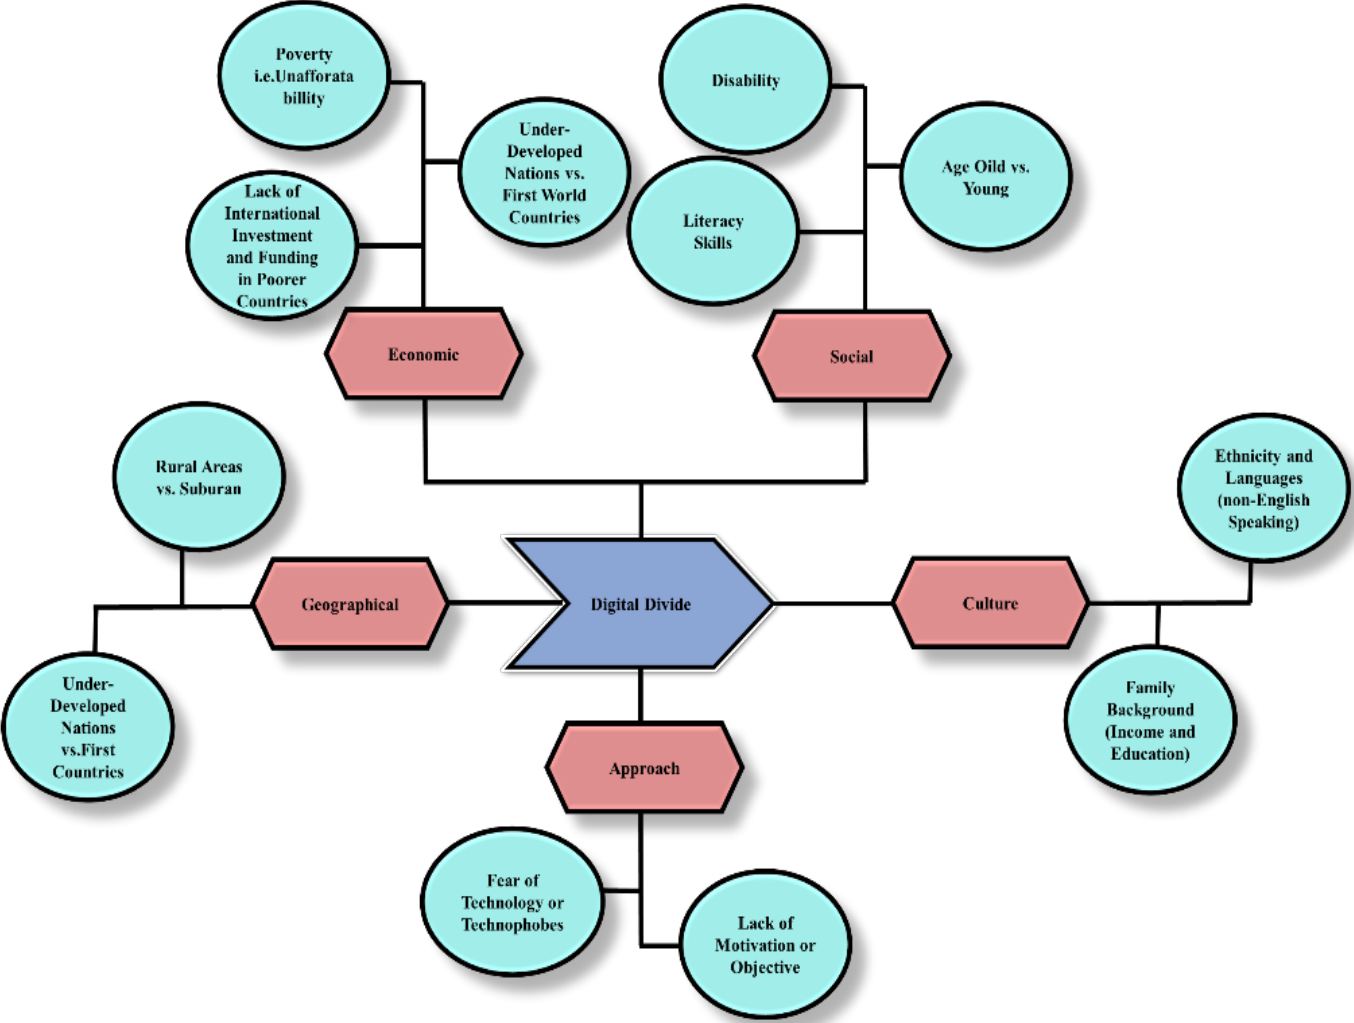 Poverty
i.e.Unafforata
billity
Under-
Developed
Nations vs.
First World
Countries
Lack of
International
Investment
and Funding
in Poorer
Countries
Economic
Disability
Age Oild vs.
Young
Literacy
Skills
Social
Rural Areas
vs. Suburan
Geographical
Under-
Developed
Nations
vs.First
Countries
Digital Divide
Culture
Ethnicity and
Languages
(non-English
Speaking)
Family
Background
(Income and
Education)
Approach
Fear of
Technology or
Technophobes
Lack of
Motivation or
Objective